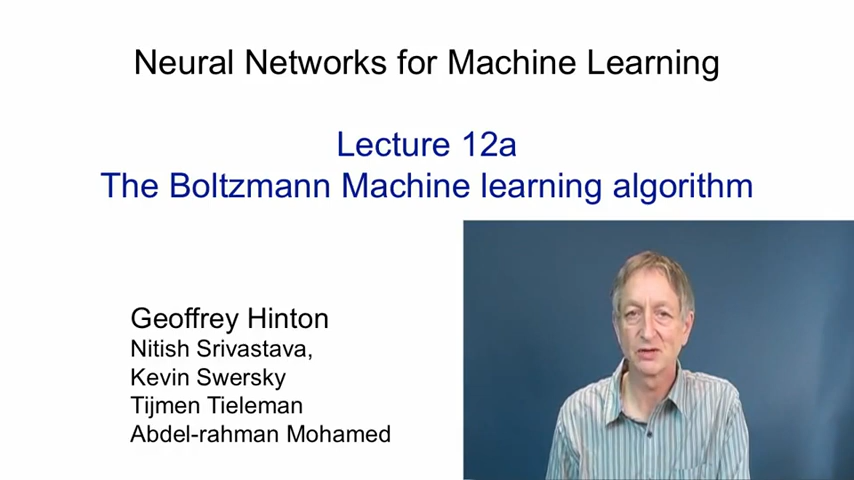 Neural Networks for Machine Learning
Lecture 12a
The Boltzmann Machine learning algorithm
Geoffrey Hinton
Nitish Srivastava,
Kevin Swersky
Tijmen Tieleman
Abdel-rahman Mohamed